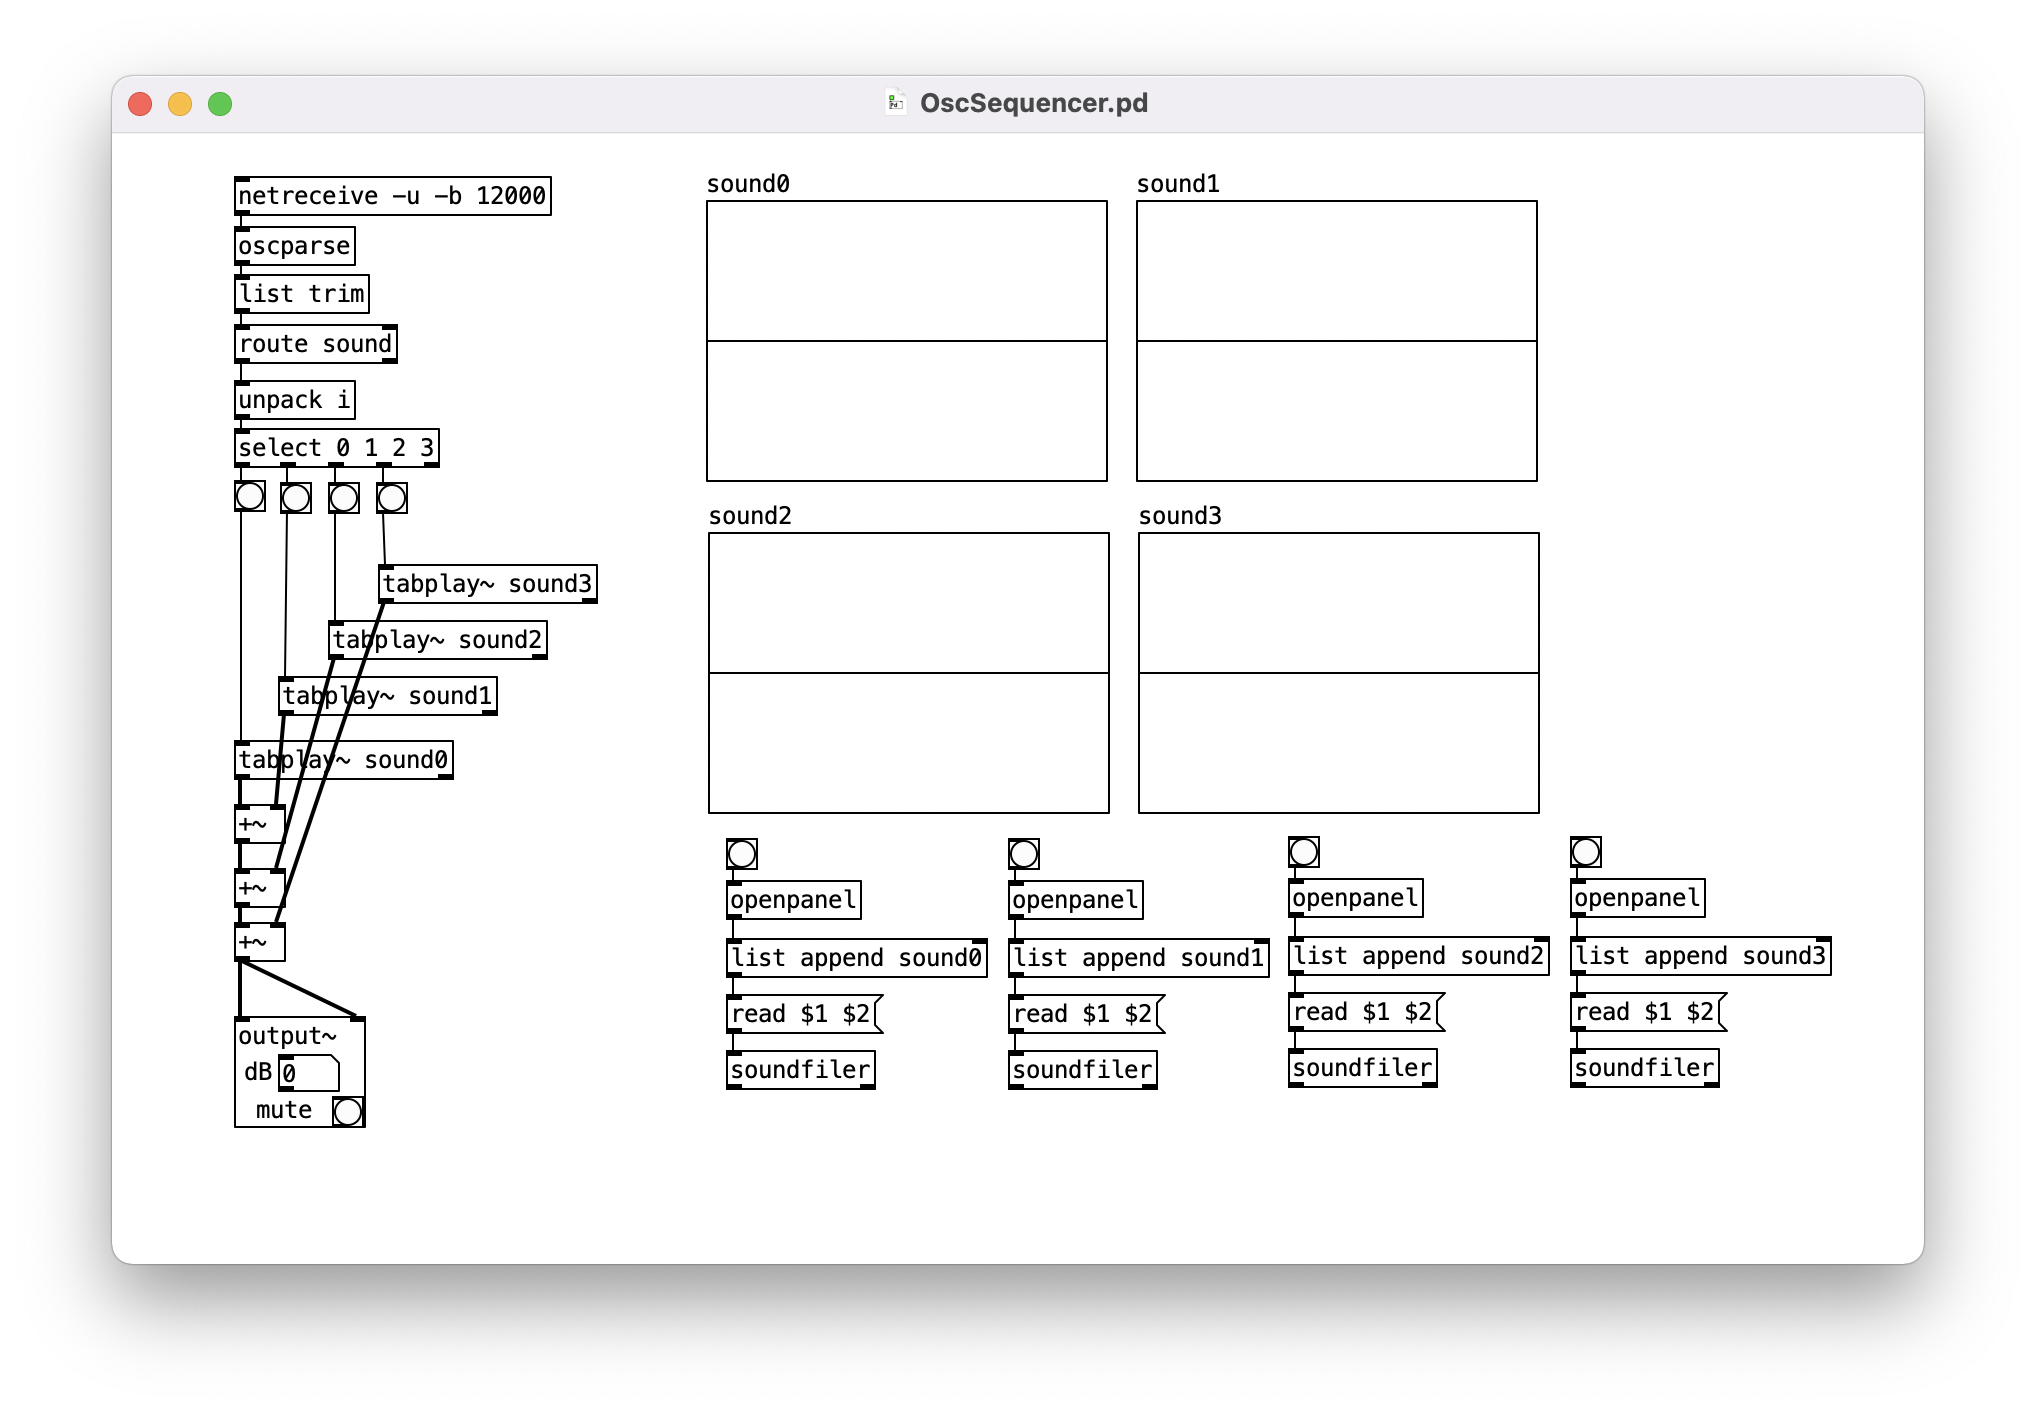 OscSequencer.pd
netreceive -u -b 12000
oscparse
list trim
route sound
unpack i
select 0 1 2 3
tabplay~ sound3
tabplay~ sound2
tabplay~ sound1
tabplay~ sound0
+~
+~
+~
output~
dB 0
mute
sound0
sound1
sound2
sound3
openpanel
list append sound0
read $1 $2
soundfiler
openpanel
list append sound1
read $1 $2
soundfiler
openpanel
list append sound2
read $1 $2
soundfiler
openpanel
list append sound3
read $1 $2
soundfiler